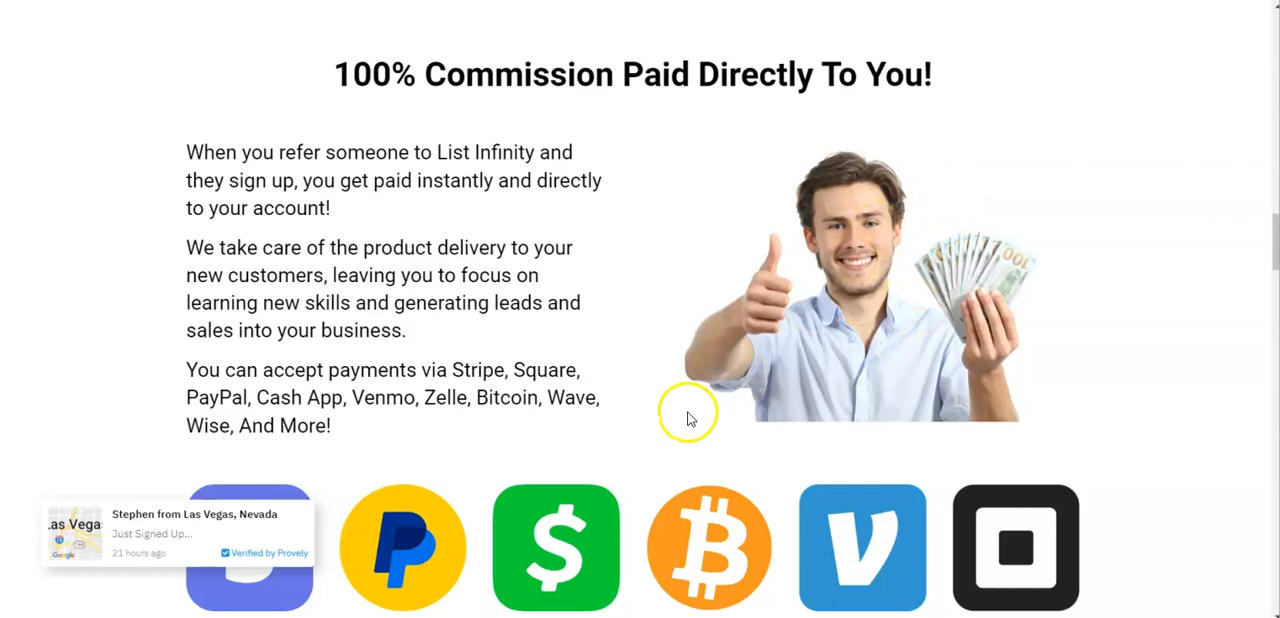 100% Commission Paid Directly To You!
When you refer someone to List Infinity and
they sign up, you get paid instantly and directly
to your account!
We take care of the product delivery to your
new customers, leaving you to focus on
learning new skills and generating leads and
sales into your business.
You can accept payments via Stripe, Square,
PayPal, Cash App, Venmo, Zelle, Bitcoin, Wave,
Wise, And More!
100
.as Vega
Google
Stephen from Las Vegas, Nevada
Just Signed Up...
21 hours ago
Verified by Provely